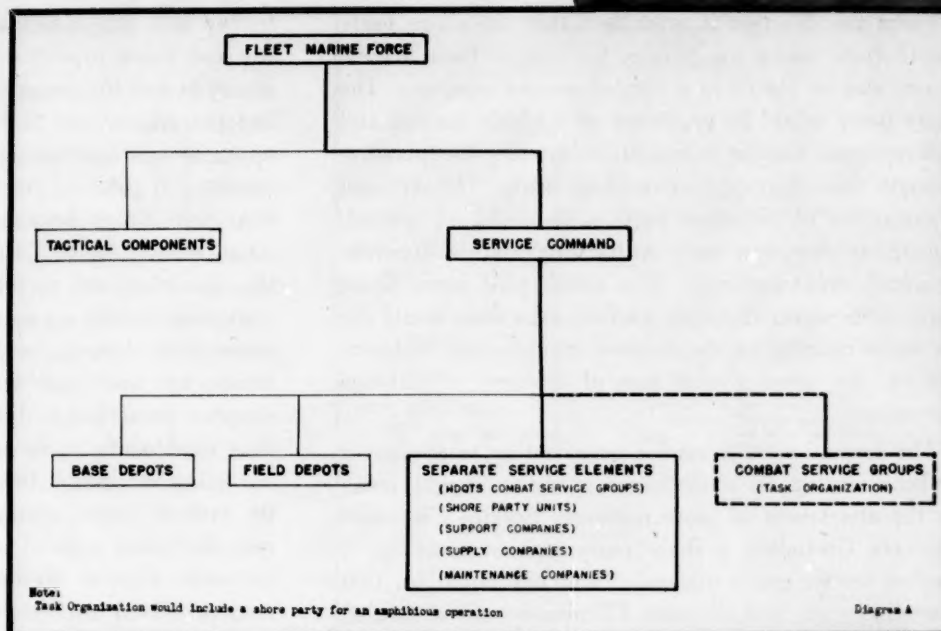 FLEET MARINE FORCE
TACTICAL COMPONENTS
SERVICE COMMAND
BASE DEPOTS
FIELD DEPOTS
SEPARATE SERVICE ELEMENTS
(HDQTS COMBAT SERVICE GROUPS)
(SHORE PARTY UNITS)
(SUPPORT COMPANIES)
(SUPPLY COMPANIES)
(MAINTENANCE COMPANIES)
COMBAT SERVICE GROUPS
(TASK ORGANIZATION)
Note:
Task Organization would include a shore party for an amphibious operation
Diagram A